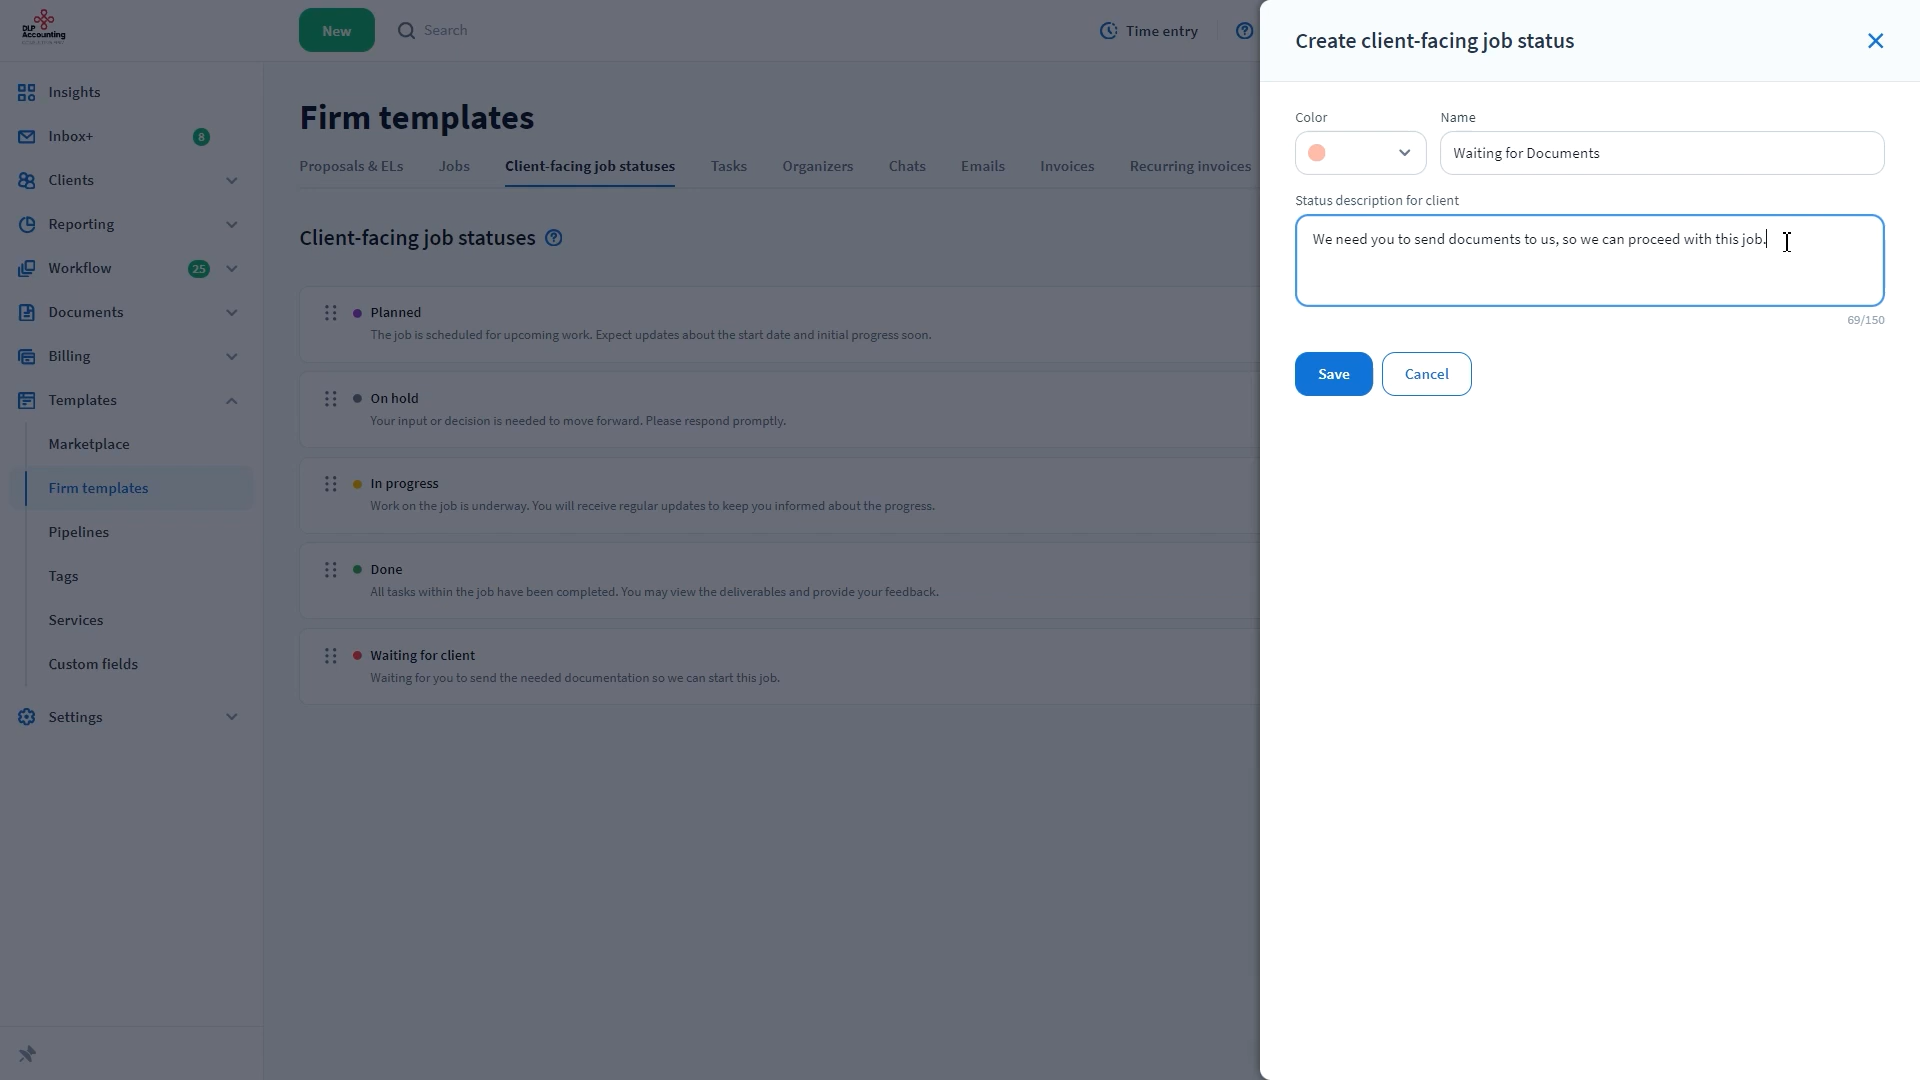 DLP
Accounting
New
Search
Time entry
Create client-facing job status
Insights
Inbox+
8
Clients
Reporting
Workflow
25
Documents
Billing
Templates
Marketplace
Firm templates
Pipelines
Tags
Services
Custom fields
Settings
Firm templates
Proposals & ELs
Jobs
Client-facing job statuses
Tasks
Organizers
Chats
Emails
Invoices
Recurring invoices
Client-facing job statuses
Planned
The job is scheduled for upcoming work. Expect updates about the start date and initial progress soon.
On hold
Your input or decision is needed to move forward. Please respond promptly.
In progress
Work on the job is underway. You will receive regular updates to keep you informed about the progress.
Done
All tasks within the job have been completed. You may view the deliverables and provide your feedback.
Waiting for client
Waiting for you to send the needed documentation so we can start this job.
Color
Name
Waiting for Documents
Status description for client
We need you to send documents to us, so we can proceed with this job.
69/150
Save
Cancel